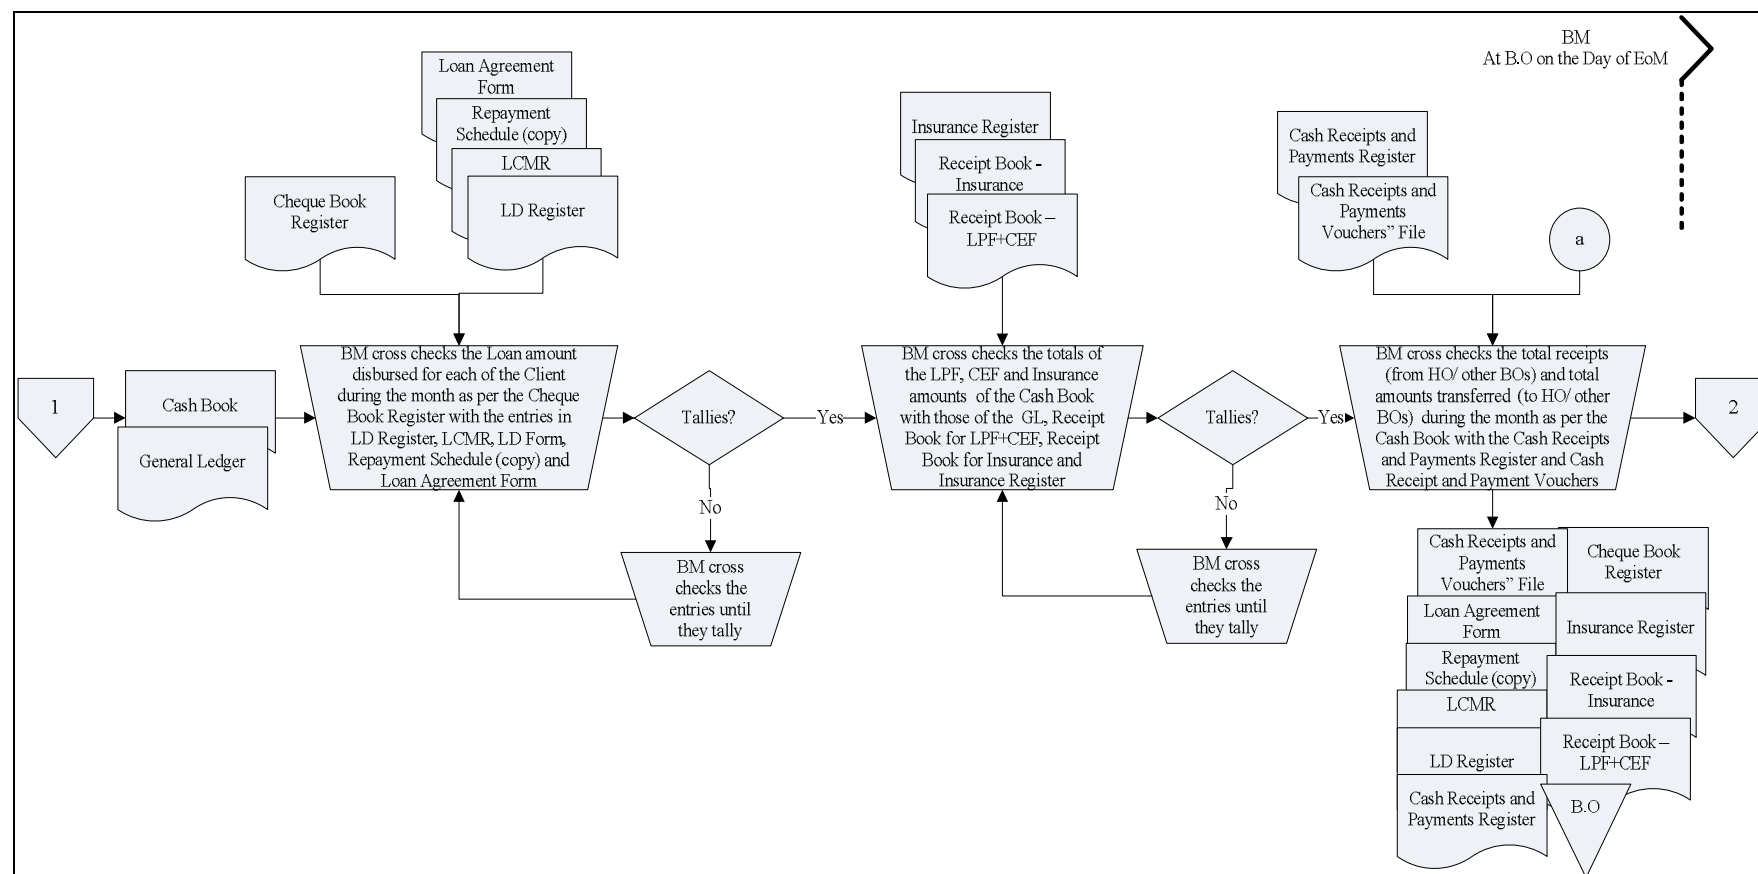 BM
At B.O on the Day of EoM
Loan Agreement
Form
Repayment
Schedule (copy)
LCMR
LD Register
Cheque Book
Register
Insurance Register
Receipt Book -
Insurance
Receipt Book –
LPF+CEF
Cash Receipts and
Payments Register
Cash Receipts and
Payments
Vouchers” File
a
1
Cash Book
General Ledger
BM cross checks the Loan amount
disbursed for each of the Client
during the month as per the Cheque
Book Register with the entries in
LD Register, LCMR, LD Form,
Repayment Schedule (copy) and
Loan Agreement Form
Tallies?
Yes
No
BM cross
checks the
entries until
they tally
BM cross checks the totals of
the LPF, CEF and Insurance
amounts of the Cash Book
with those of the GL, Receipt
Book for LPF+CEF, Receipt
Book for Insurance and
Insurance Register
Tallies?
Yes
No
BM cross
checks the
entries until
they tally
BM cross checks the total receipts
(from HO/ other BOs) and total
amounts transferred (to HO/ other
BOs) during the month as per the
Cash Book with the Cash Receipts
and Payments Register and Cash
Receipt and Payment Vouchers
2
Cash Receipts and
Payments
Vouchers” File
Loan Agreement
Form
Repayment
Schedule (copy)
LCMR
LD Register
Cash Receipts and
Payments Register
Cheque Book
Register
Insurance Register
Receipt Book -
Insurance
Receipt Book –
LPF+CEF
B.O